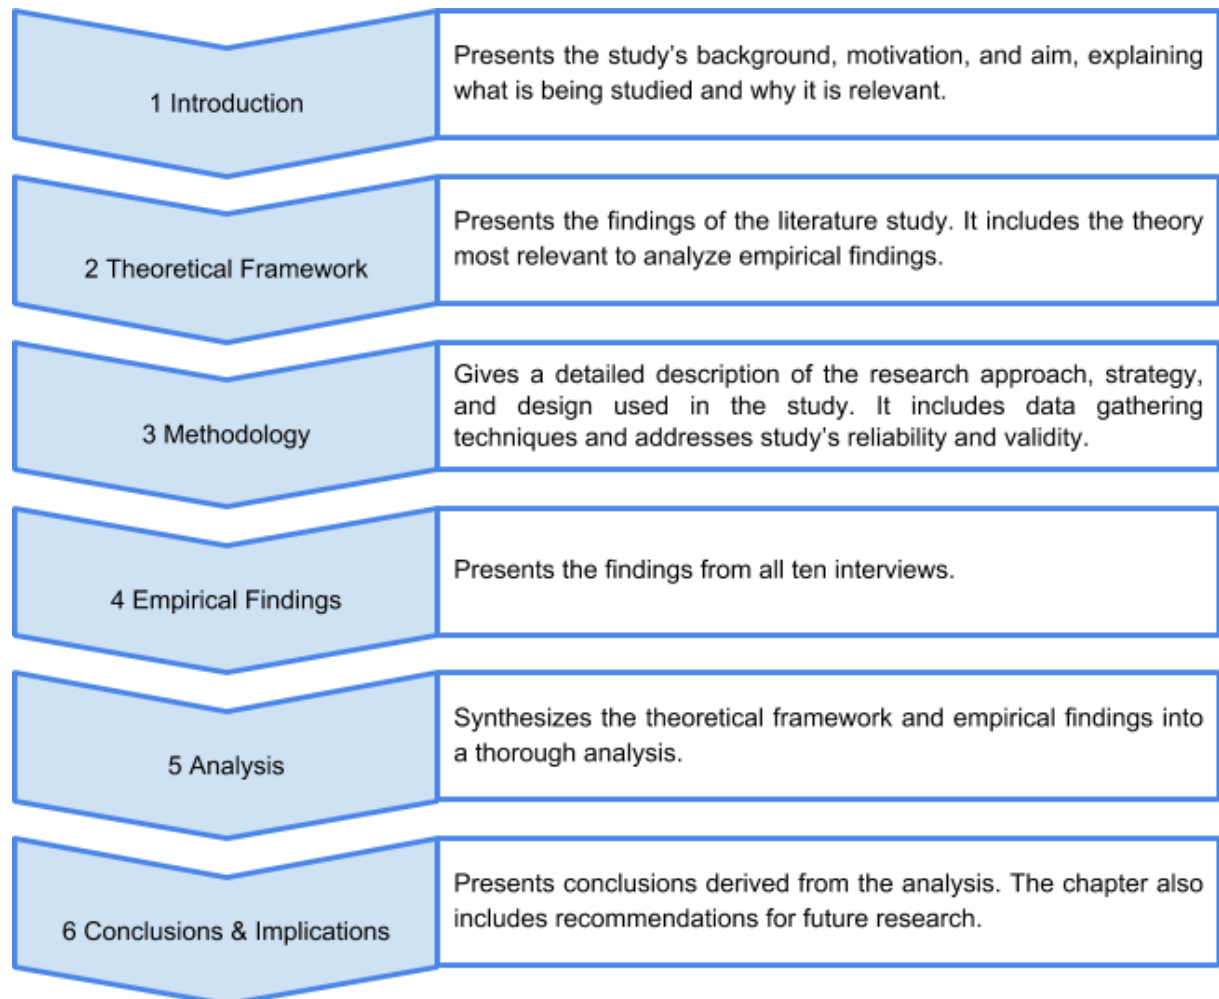 1 Introduction
Presents the study's background, motivation, and aim, explaining
what is being studied and why it is relevant.
2 Theoretical Framework
Presents the findings of the literature study. It includes the theory
most relevant to analyze empirical findings.
3 Methodology
Gives a detailed description of the research approach, strategy,
and design used in the study. It includes data gathering
techniques and addresses study's reliability and validity.
4 Empirical Findings
Presents the findings from all ten interviews.
5 Analysis
Synthesizes the theoretical framework and empirical findings into
a thorough analysis.
6 Conclusions & Implications
Presents conclusions derived from the analysis. The chapter also
includes recommendations for future research.